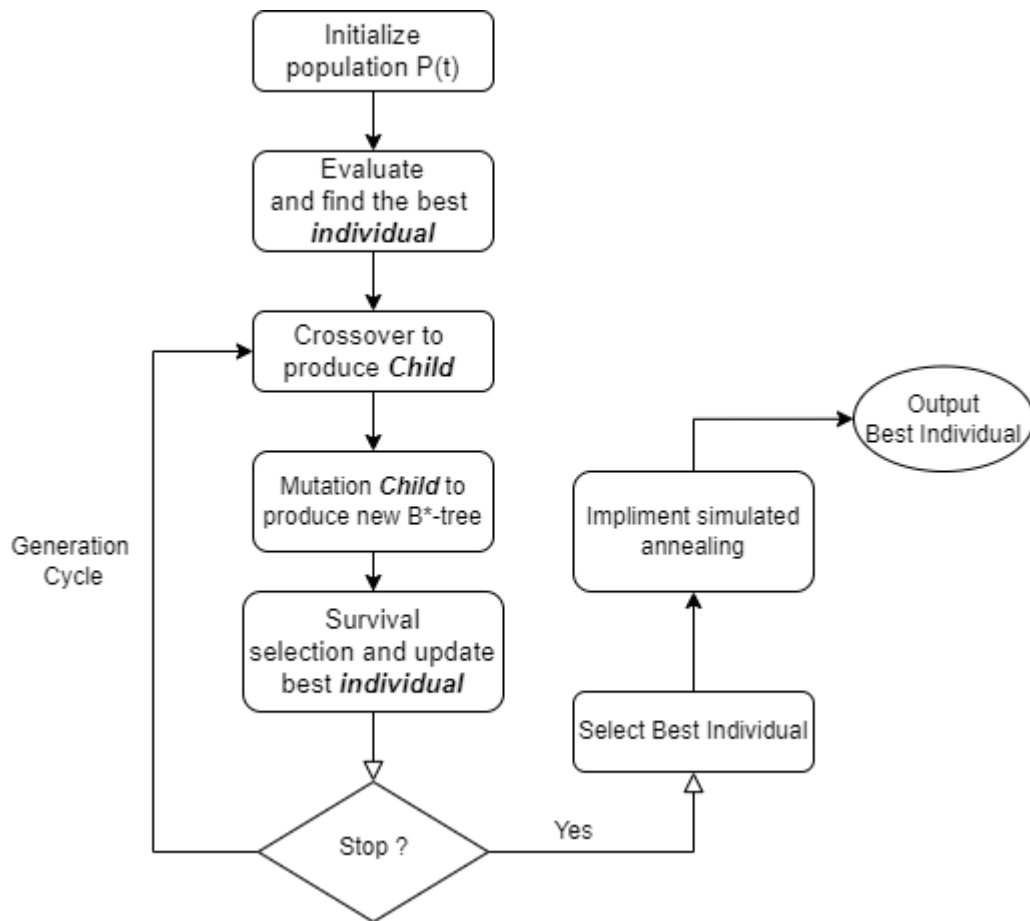 Initialize
population P(t)
Evaluate
and find the best
individual
Crossover to
produce Child
Mutation Child to
produce new B*-tree
Generation
Cycle
Survival
selection and update
best individual
Stop ?
Yes
Select Best Individual
Impliment simulated
annealing
Output
Best Individual